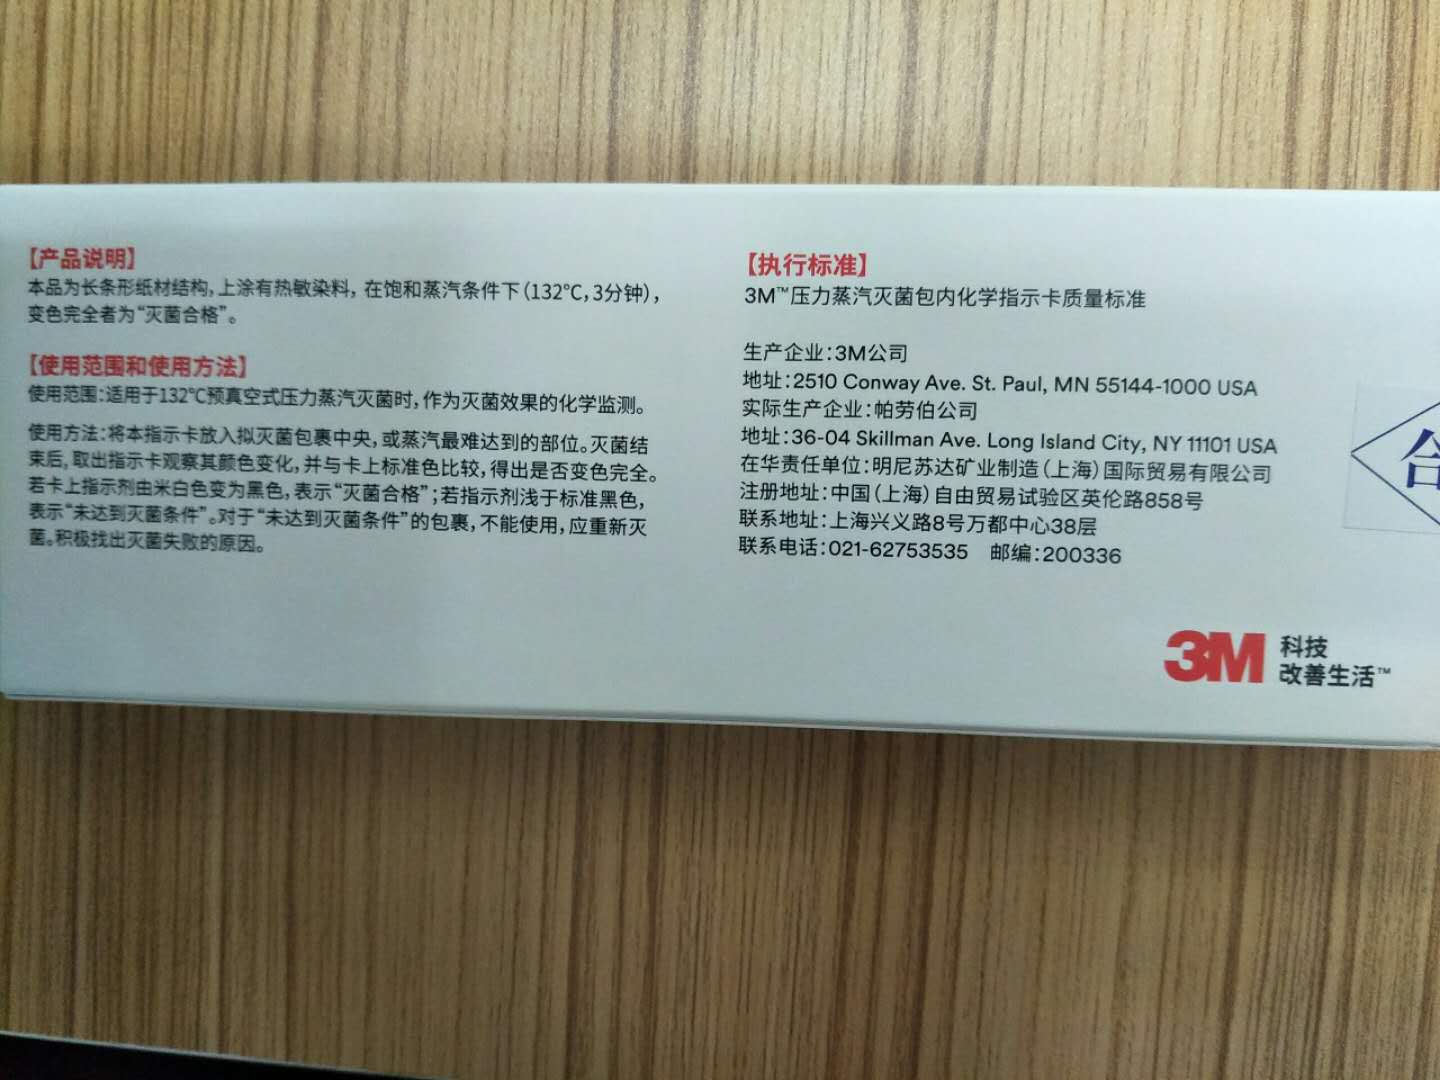 【产品说明】
本品为长条形纸材结构，上涂有热敏染料，在饱和蒸汽条件下（132℃，3分钟），
变色完全者为“灭菌合格”。
【使用范围和使用方法】
使用范围：适用于132℃预真空式压力蒸汽灭菌时，作为灭菌效果的化学监测。
使用方法：将本指示卡放入拟灭菌包裹中央，或蒸汽最难达到的部位。灭菌结
束后，取出指示卡观察其颜色变化，并与卡上标准色比较，得出是否变色完全。
若卡上指示剂由米白色变为黑色，表示“灭菌合格”；若指示剂浅于标准黑色，
表示“未达到灭菌条件”。对于“未达到灭菌条件”的包裹，不能使用，应重新灭
菌。积极找出灭菌失败的原因。
【执行标准】
3M™压力蒸汽灭菌包内化学指示卡质量标准
生产企业：3M公司
地址：2510 Conway Ave. St. Paul, MN 55144-1000 USA
实际生产企业：帕劳伯公司
地址：36-04 Skillman Ave. Long Island City, NY 11101 USA
在华责任单位：明尼苏达矿业制造（上海）国际贸易有限公司
注册地址：中国（上海）自由贸易试验区英伦路858号
联系地址：上海兴义路8号万都中心38层
联系电话：021-62753535 邮编：200336
3M 科技
改善生活™